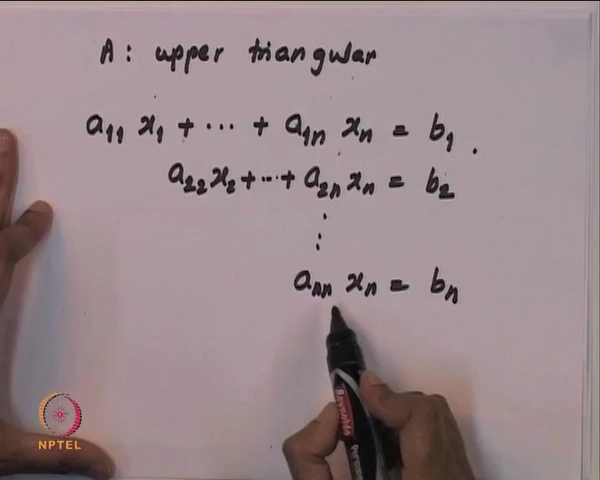 A: upper triangular
a₁₁ x₁ + ... + a₁ₙ xₙ = b₁.
a₂₂ x₂ + ... + a₂ₙ xₙ = b₂
⋮
aₙₙ xₙ = bₙ
NPTEL